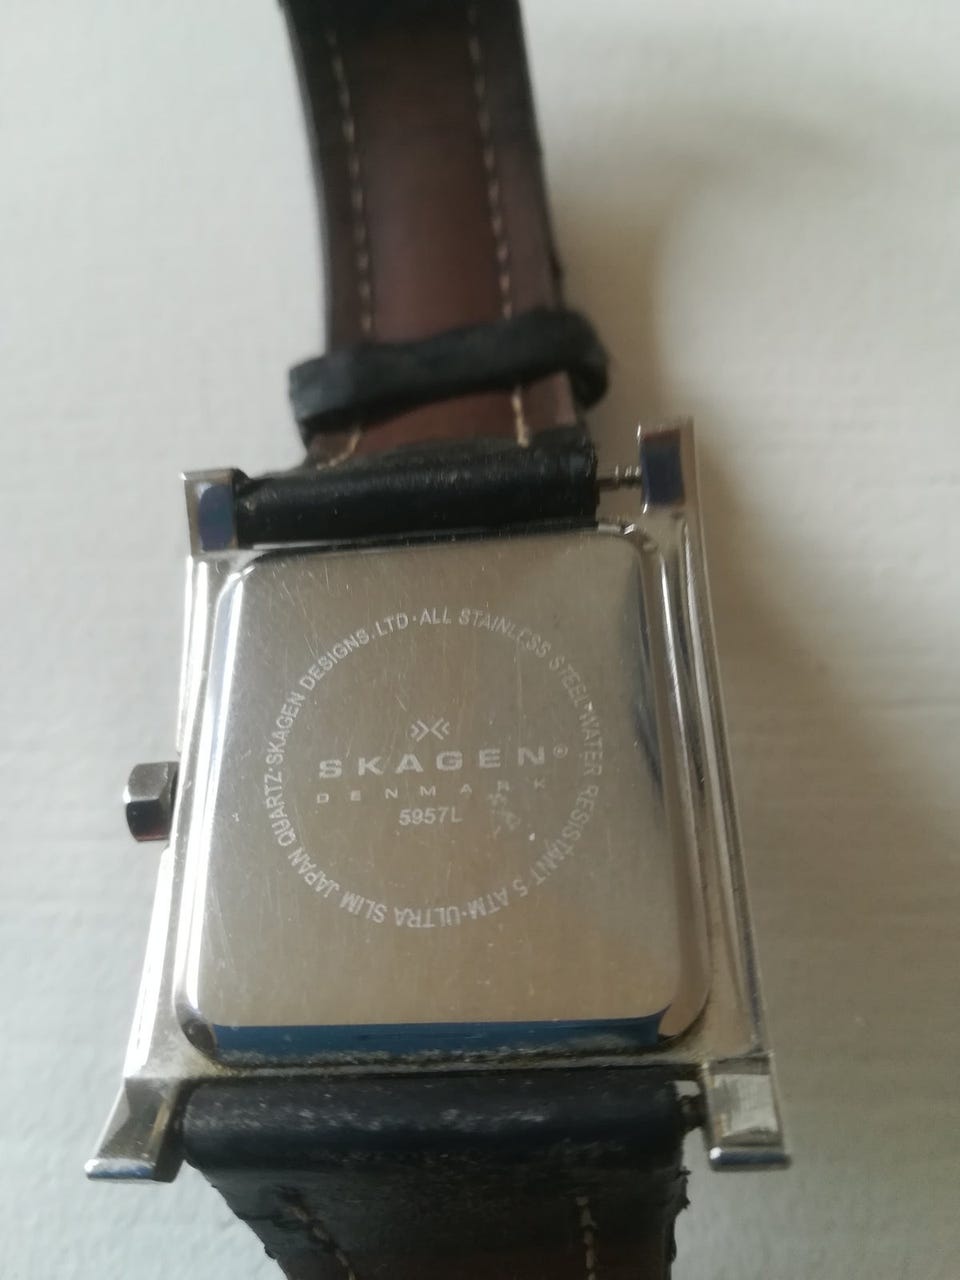 SKAGEN DESIGNS.LTD·ALL STAINLESS STEEL·WATER RESISTANT 5 ATM·ULTRA SLIM JAPAN QUARTZ·
SKAGEN®
DENMARK
5957L